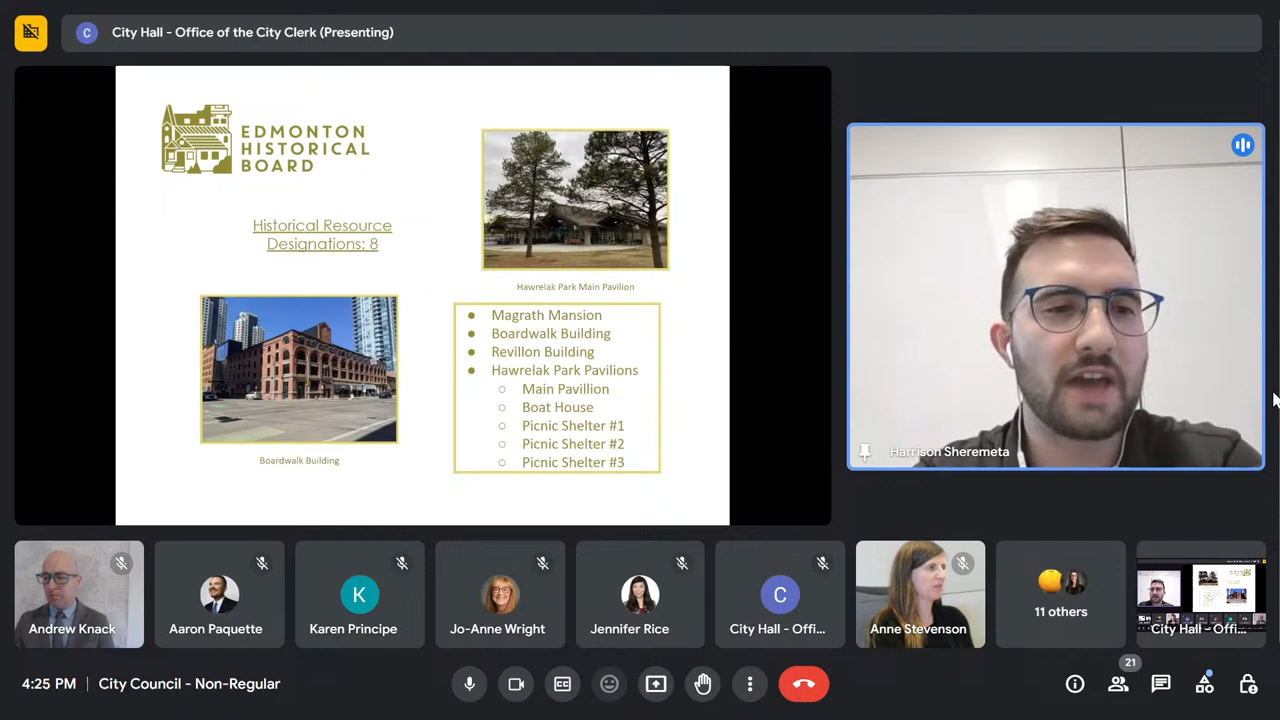 C
City Hall - Office of the City Clerk (Presenting)
EDMONTON
HISTORICAL
BOARD
Historical Resource
Designations: 8
Hawrelak Park Main Pavilion
Boardwalk Building
● Magrath Mansion
● Boardwalk Building
● Revillon Building
● Hawrelak Park Pavilions
○ Main Pavillion
○ Boat House
○ Picnic Shelter #1
○ Picnic Shelter #2
○ Picnic Shelter #3
Harrison Sheremeta
Andrew Knack
Aaron Paquette
K
Karen Principe
Jo-Anne Wright
Jennifer Rice
C
City Hall - Offi...
Anne Stevenson
11 others
City Hall - Offi...
4:25 PM | City Council - Non-Regular
CC
21